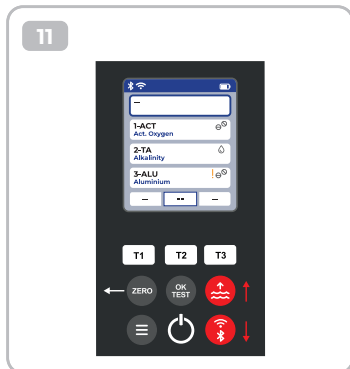 11
–
1-ACT
Act. Oxygen
2-TA
Alkalinity
3-ALU
Aluminium
– -- –
T1 T2 T3
ZERO OK TEST